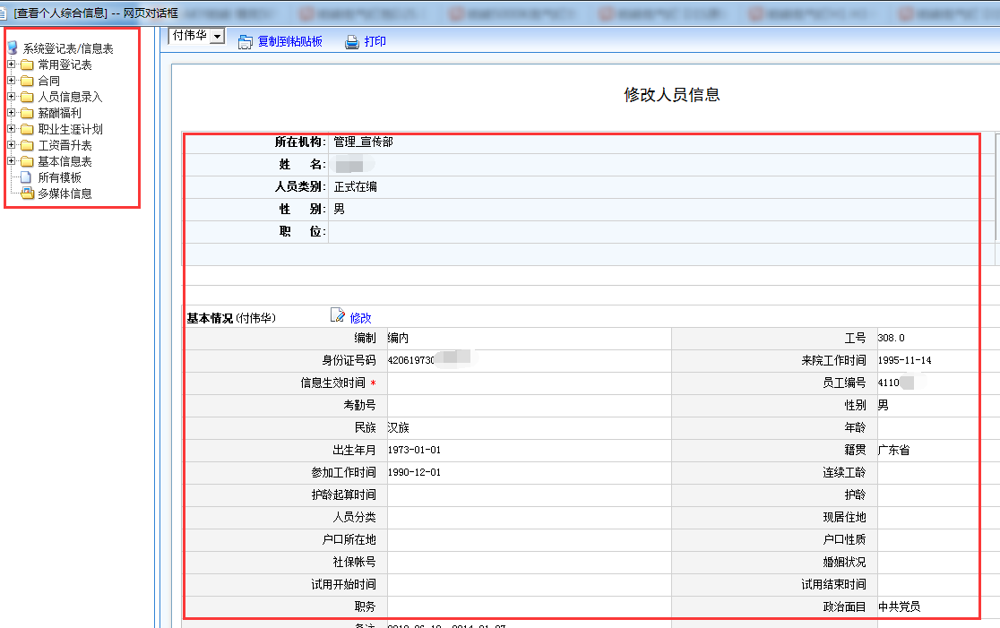 [查看个人综合信息] -- 网页对话框
系统登记表/信息表
常用登记表
合同
人员信息录入
薪酬福利
职业生涯计划
工资晋升表
基本信息表
所有模板
多媒体信息
付伟华 复制到粘贴板 打印
修改人员信息
所在机构: 管理_宣传部
姓 名:
人员类别: 正式在编
性 别: 男
职 位:
基本情况(付伟华) 修改
编制 编内 工号 308.0
身份证号码 420619730 来院工作时间 1995-11-14
信息生效时间 * 员工编号 4110
考勤号 性别 男
民族 汉族 年龄
出生年月 1973-01-01 籍贯 广东省
参加工作时间 1990-12-01 连续工龄
护龄起算时间 护龄
人员分类 现居住地
户口所在地 户口性质
社保帐号 婚姻状况
试用开始时间 试用结束时间
职务 政治面目 中共党员